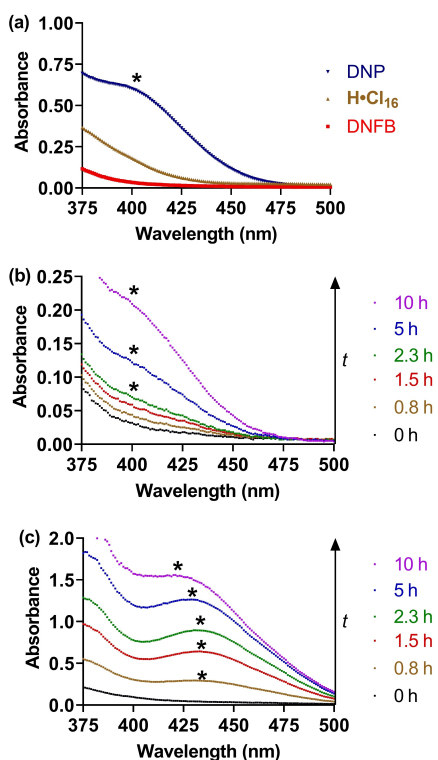 (a)
1.00
0.75
0.50
0.25
0.00
Absorbance
*
DNP
H•Cl16
DNFB
375 400 425 450 475 500
Wavelength (nm)
(b)
0.25
0.20
0.15
0.10
0.05
0.00
Absorbance
*
*
*
t
10 h
5 h
2.3 h
1.5 h
0.8 h
0 h
375 400 425 450 475 500
Wavelength (nm)
(c)
2.0
1.5
1.0
0.5
0.0
Absorbance
*
*
*
*
*
t
10 h
5 h
2.3 h
1.5 h
0.8 h
0 h
375 400 425 450 475 500
Wavelength (nm)